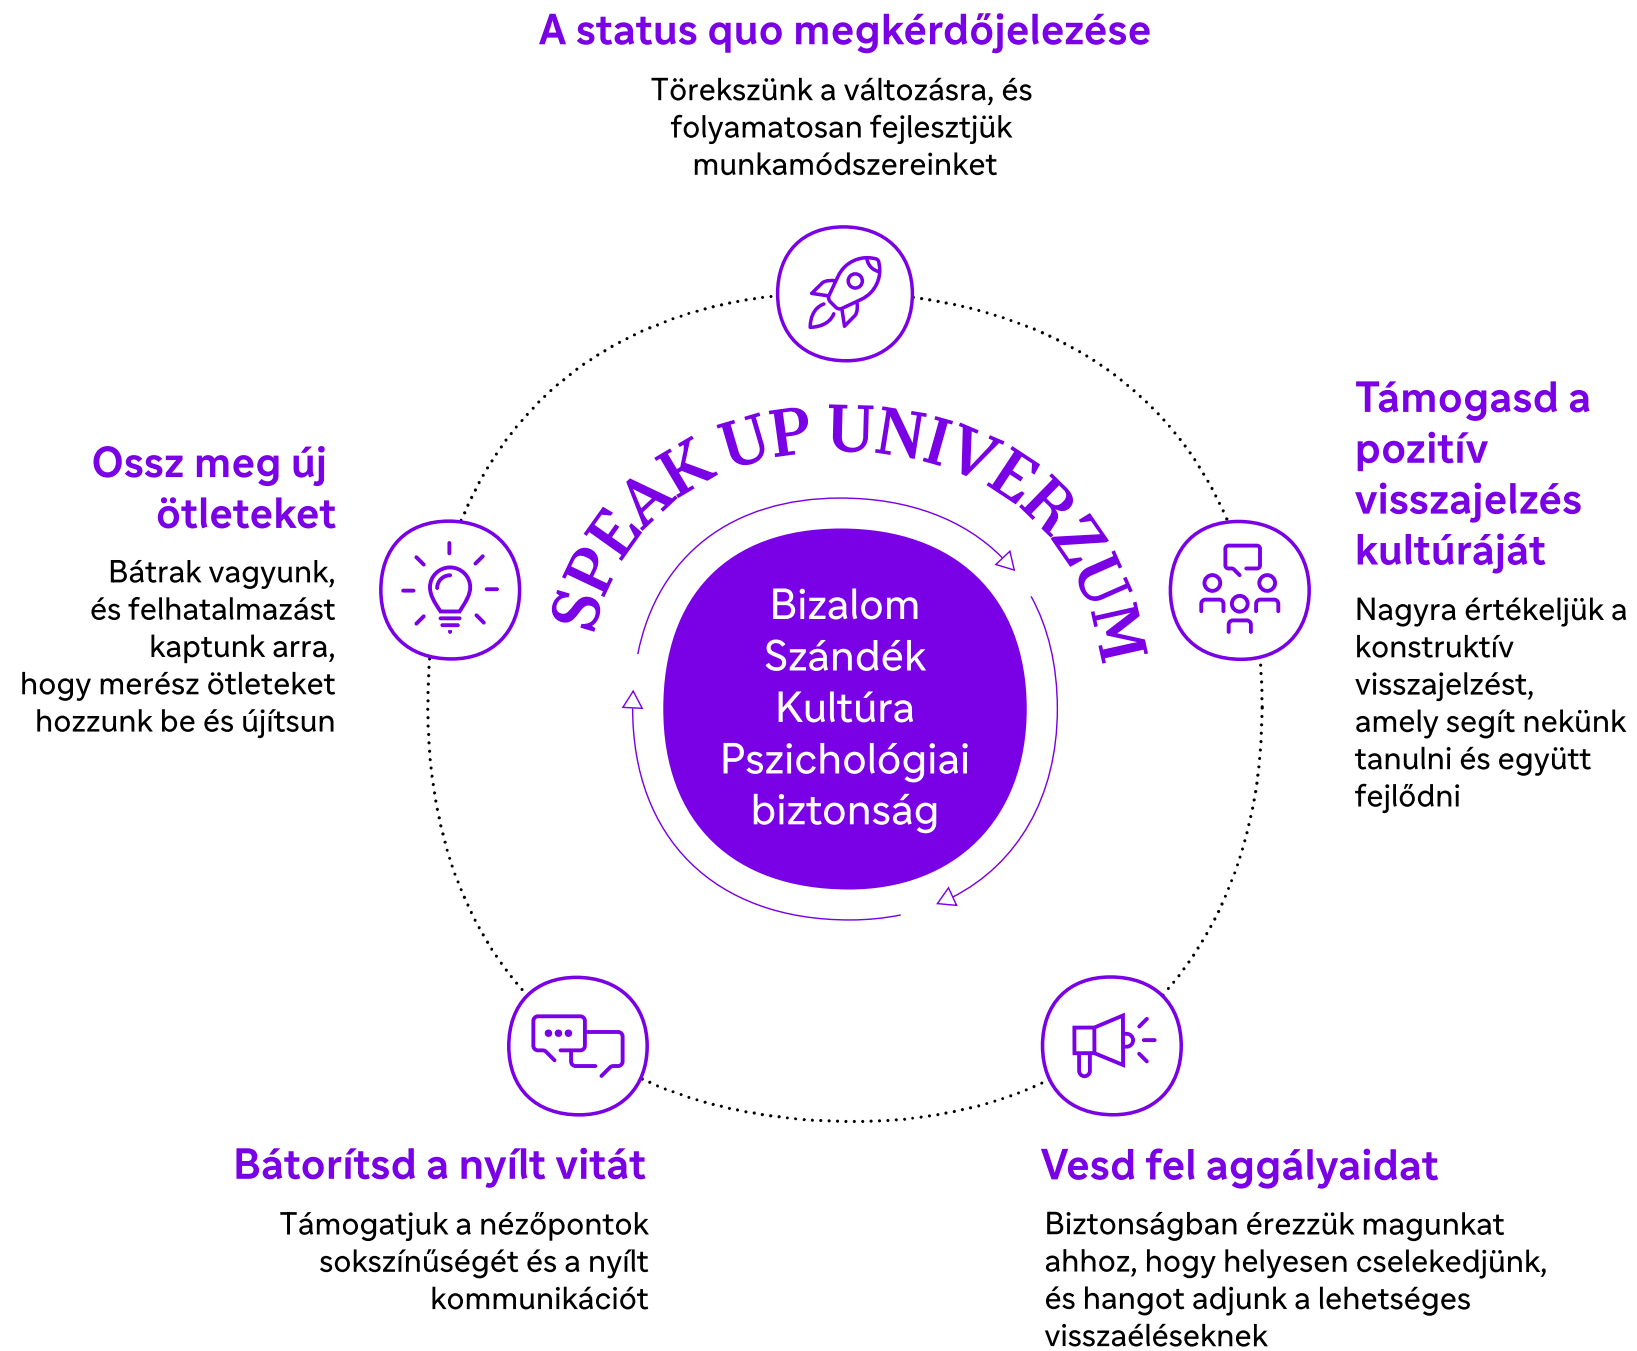 A status quo megkérdőjelezése
Törekszünk a változásra, és
folyamatosan fejlesztjük
munkamódszereinket
Támogasd a
pozitív
visszajelzés
kultúráját
Nagyra értékeljük a
konstruktív
visszajelzést,
amely segít nekünk
tanulni és együtt
fejlődni
Ossz meg új
ötleteket
Bátrak vagyunk,
és felhatalmazást
kaptunk arra,
hogy merész ötleteket
hozzunk be és újítsun
SPEAK UP UNIVERZUM
Bizalom
Szándék
Kultúra
Pszichológiai
biztonság
Bátorítsd a nyílt vitát
Támogatjuk a nézőpontok
sokszínűségét és a nyílt
kommunikációt
Vesd fel aggályaidat
Biztonságban érezzük magunkat
ahhoz, hogy helyesen cselekedjünk,
és hangot adjunk a lehetséges
visszaéléseknek